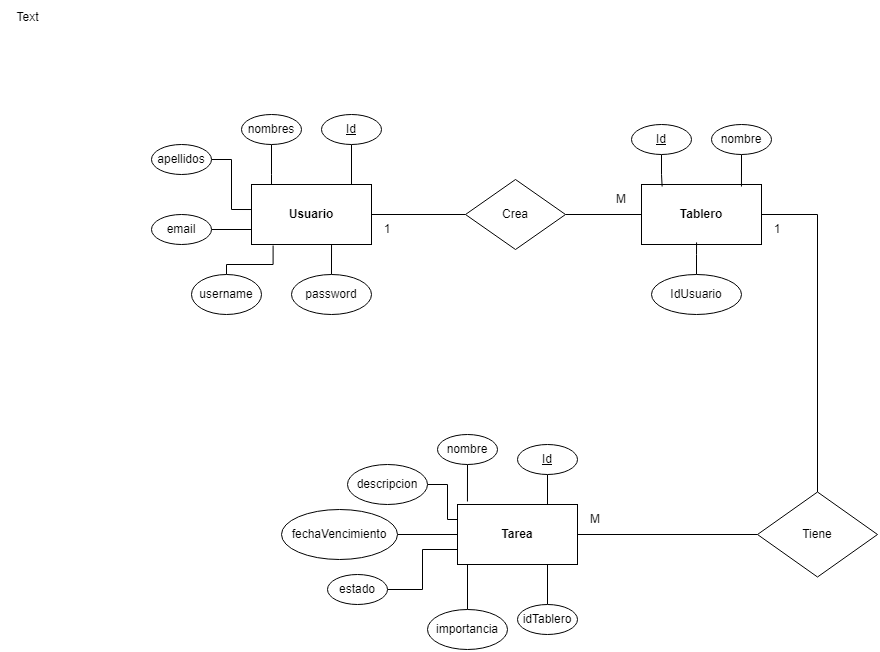 Text
nombres
Id
Id
nombre
apellidos
M
Usuario
Crea
Tablero
email
1
1
username
password
IdUsuario
nombre
Id
descripcion
M
fechaVencimiento
Tarea
Tiene
estado
importancia
idTablero